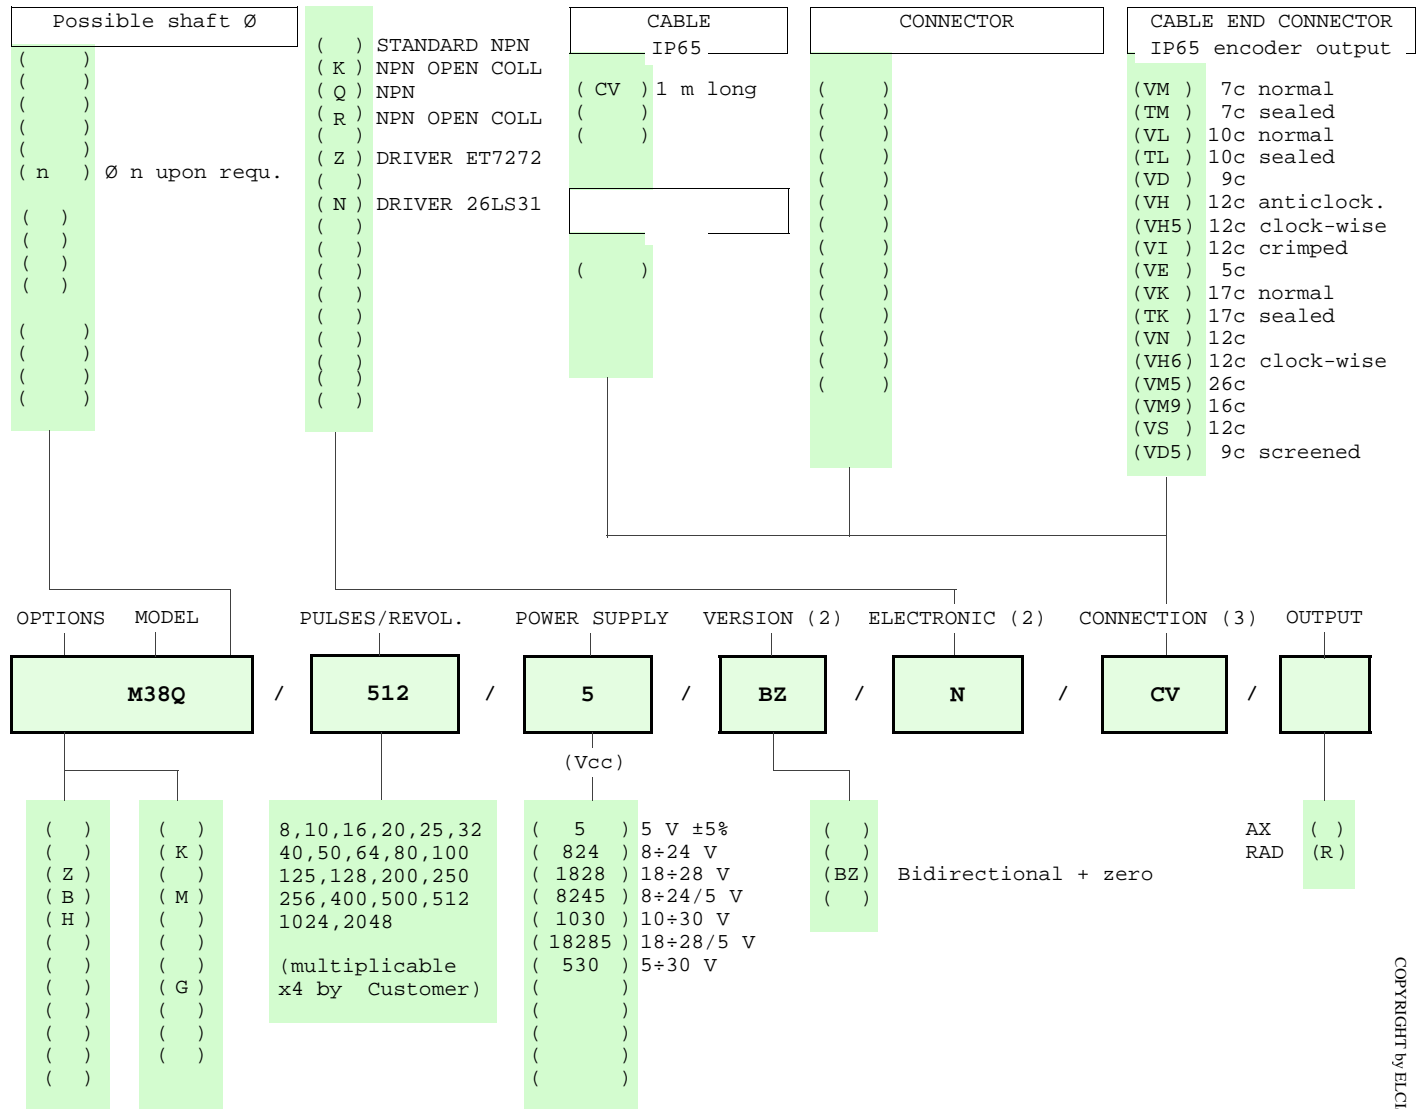 Possible shaft Ø
( )
( )
( )
( )
( )
( n ) Ø n upon requ.
( )
( )
( )
( )
( )
( )
( )
( )
( ) STANDARD NPN
( K ) NPN OPEN COLL
( Q ) NPN
( R ) NPN OPEN COLL
( )
( Z ) DRIVER ET7272
( )
( N ) DRIVER 26LS31
( )
( )
( )
( )
( )
( )
( )
( )
( )
CABLE
IP65
( CV ) 1 m long
( )
( )
( )
CONNECTOR
( )
( )
( )
( )
( )
( )
( )
( )
( )
( )
( )
( )
( )
( )
CABLE END CONNECTOR
IP65 encoder output
(VM ) 7c normal
(TM ) 7c sealed
(VL ) 10c normal
(TL ) 10c sealed
(VD ) 9c
(VH ) 12c anticlock.
(VH5) 12c clock-wise
(VI ) 12c crimped
(VE ) 5c
(VK ) 17c normal
(TK ) 17c sealed
(VN ) 12c
(VH6) 12c clock-wise
(VM5) 26c
(VM9) 16c
(VS ) 12c
(VD5) 9c screened
OPTIONS MODEL PULSES/REVOL. POWER SUPPLY VERSION (2) ELECTRONIC (2) CONNECTION (3) OUTPUT
M38Q / 512 / 5 / BZ / N / CV /
(Vcc)
( )
( )
( Z )
( B )
( H )
( )
( )
( )
( )
( )
( )
( )
( )
( K )
( )
( M )
( )
( )
( )
( G )
( )
( )
( )
8,10,16,20,25,32
40,50,64,80,100
125,128,200,250
256,400,500,512
1024,2048
(multiplicable
x4 by Customer)
( 5 ) 5 V ±5%
( 824 ) 8÷24 V
( 1828 ) 18÷28 V
( 8245 ) 8÷24/5 V
( 1030 ) 10÷30 V
( 18285 ) 18÷28/5 V
( 530 ) 5÷30 V
( )
( )
( )
( )
( )
( )
( )
(BZ) Bidirectional + zero
( )
AX ( )
RAD (R)
COPYRIGHT by ELCI